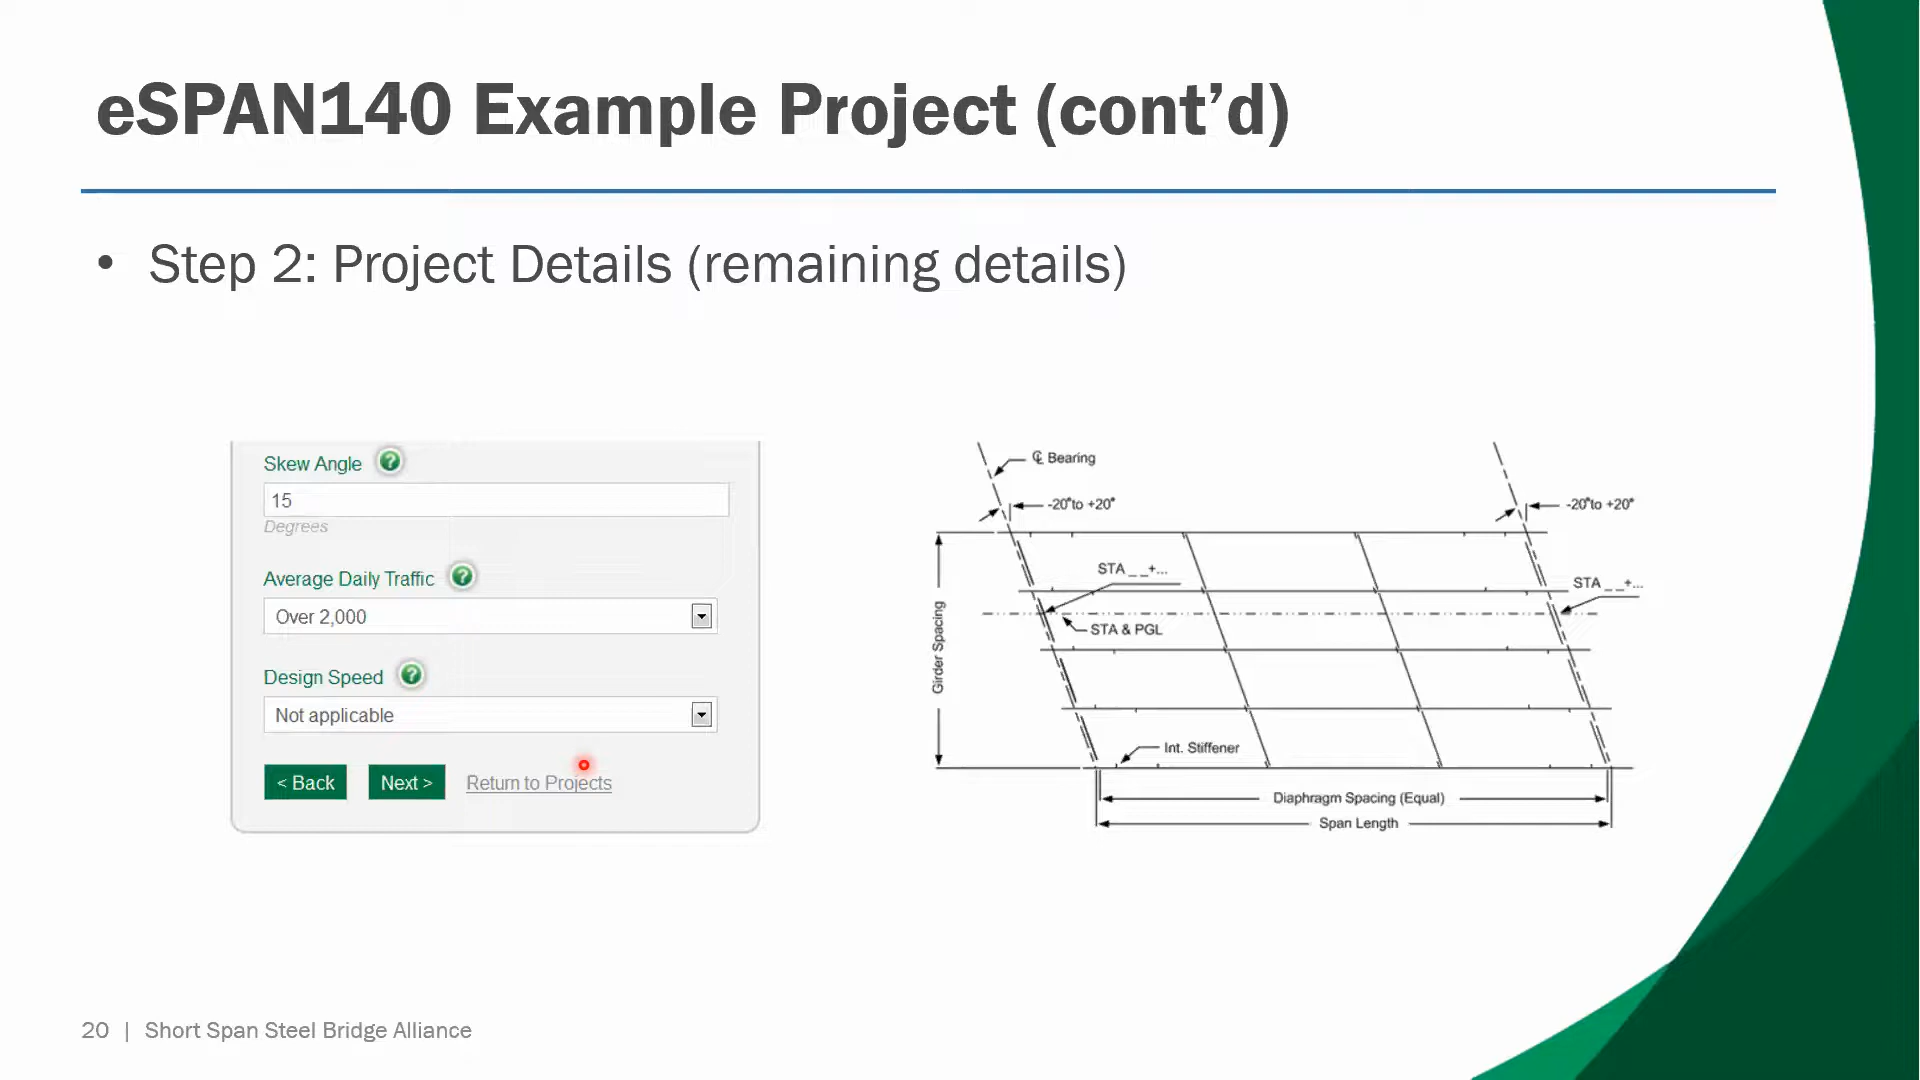 eSPAN140 Example Project (cont’d)
• Step 2: Project Details (remaining details)
Skew Angle ?
15
Degrees
Average Daily Traffic ?
Over 2,000
Design Speed ?
Not applicable
< Back
Next >
Return to Projects
℄ Bearing
-20°to +20°
-20°to +20°
STA _ _+...
STA _ _+...
STA & PGL
Girder Spacing
Int. Stiffener
Diaphragm Spacing (Equal)
Span Length
20 | Short Span Steel Bridge Alliance